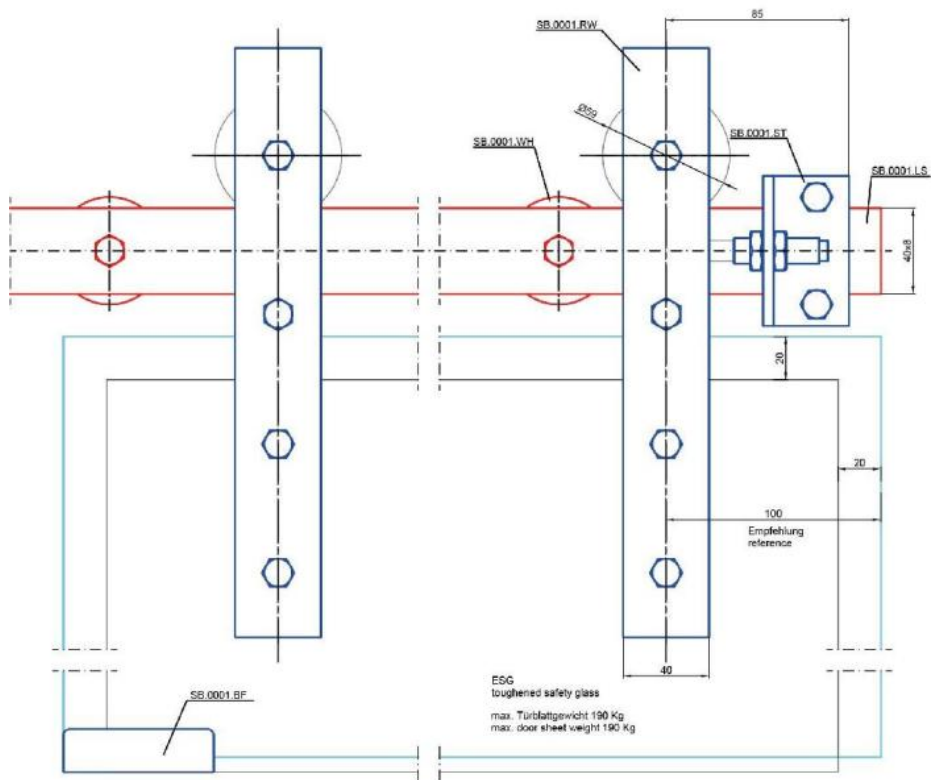 85
SB.0001.RW
Ø59
SB.0001.WH
SB.0001.ST
SB.0001.LS
40x8
20
20
100
Empfehlung
reference
40
ESG
toughened safety glass
max. Türblattgewicht 190 Kg
max. door sheet weight 190 Kg
SB.0001.BF